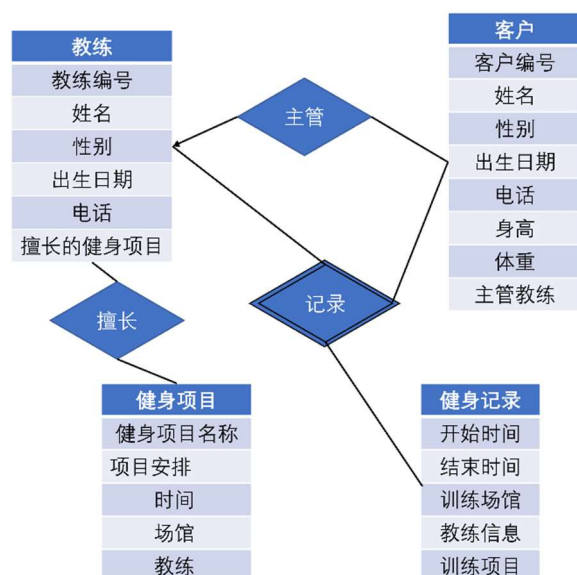 教练
教练编号
姓名
性别
出生日期
电话
擅长的健身项目
主管
客户
客户编号
姓名
性别
出生日期
电话
身高
体重
主管教练
擅长
记录
健身项目
健身项目名称
项目安排
时间
场馆
教练
健身记录
开始时间
结束时间
训练场馆
教练信息
训练项目